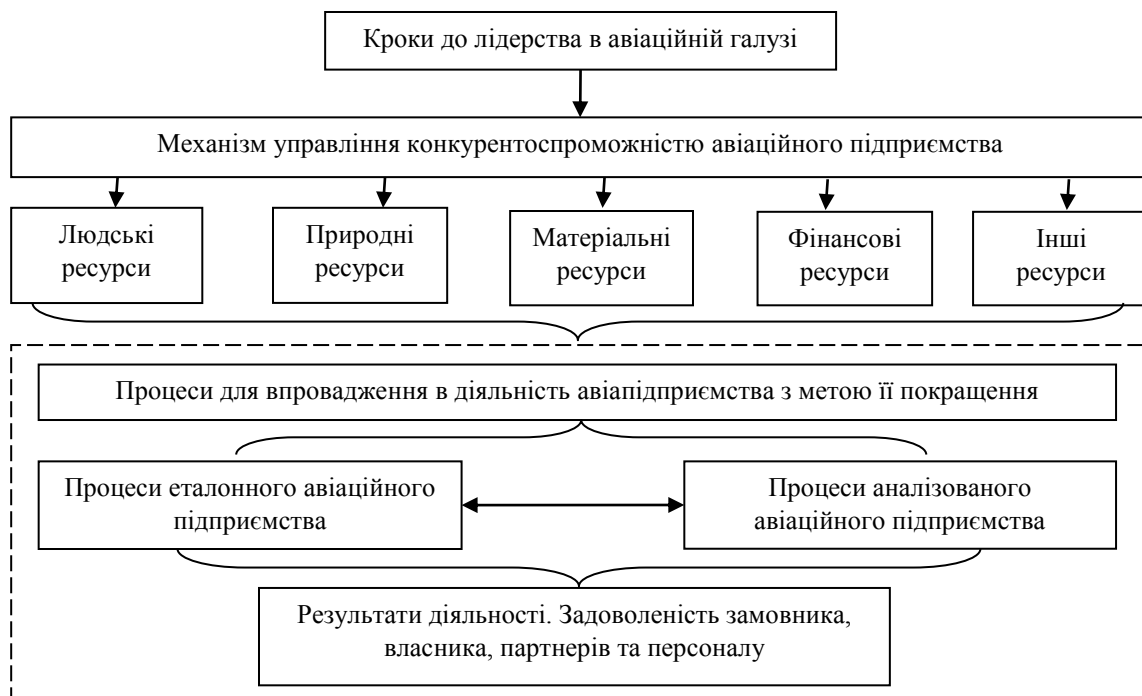 Кроки до лідерства в авіаційній галузі
Механізм управління конкурентоспроможністю авіаційного підприємства
Людські
ресурси
Природні
ресурси
Матеріальні
ресурси
Фінансові
ресурси
Інші
ресурси
Процеси для впровадження в діяльність авіапідприємства з метою її покращення
Процеси еталонного авіаційного
підприємства
Процеси аналізованого
авіаційного підприємства
Результати діяльності. Задоволеність замовника,
власника, партнерів та персоналу